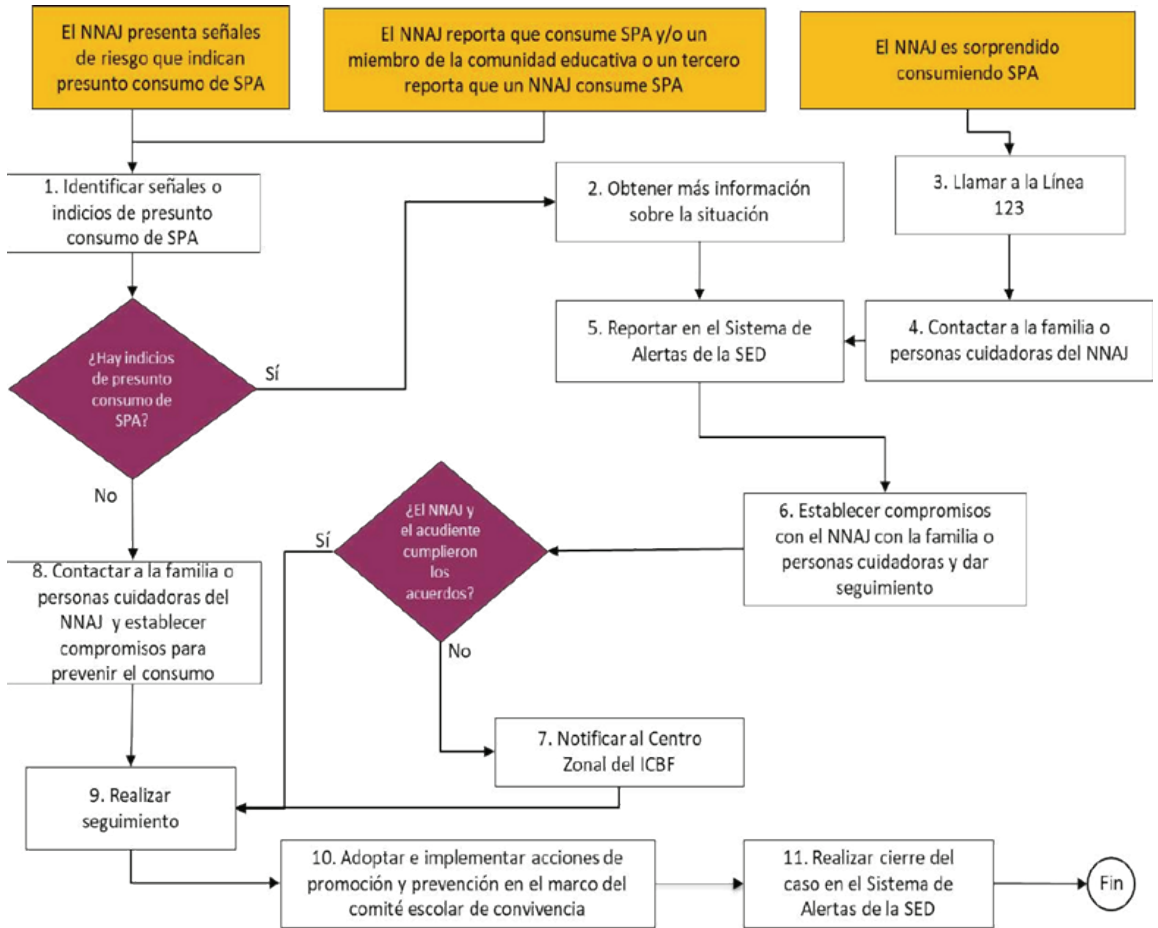 El NNAJ presenta señales
de riesgo que indican
presunto consumo de SPA
El NNAJ reporta que consume SPA y/o un
miembro de la comunidad educativa o un tercero
reporta que un NNAJ consume SPA
El NNAJ es sorprendido
consumiendo SPA
1. Identificar señales o
indicios de presunto
consumo de SPA
2. Obtener más información
sobre la situación
3. Llamar a la Línea
123
¿Hay indicios
de presunto
consumo de
SPA?
Sí
No
5. Reportar en el Sistema de
Alertas de la SED
4. Contactar a la familia o
personas cuidadoras del NNAJ
¿El NNAJ y
el acudiente
cumplieron
los
acuerdos?
Sí
No
6. Establecer compromisos
con el NNAJ con la familia o
personas cuidadoras y dar
seguimiento
8. Contactar a la familia o
personas cuidadoras del
NNAJ y establecer
compromisos para
prevenir el consumo
7. Notificar al Centro
Zonal del ICBF
9. Realizar
seguimiento
10. Adoptar e implementar acciones de
promoción y prevención en el marco del
comité escolar de convivencia
11. Realizar cierre del
caso en el Sistema de
Alertas de la SED
Fin